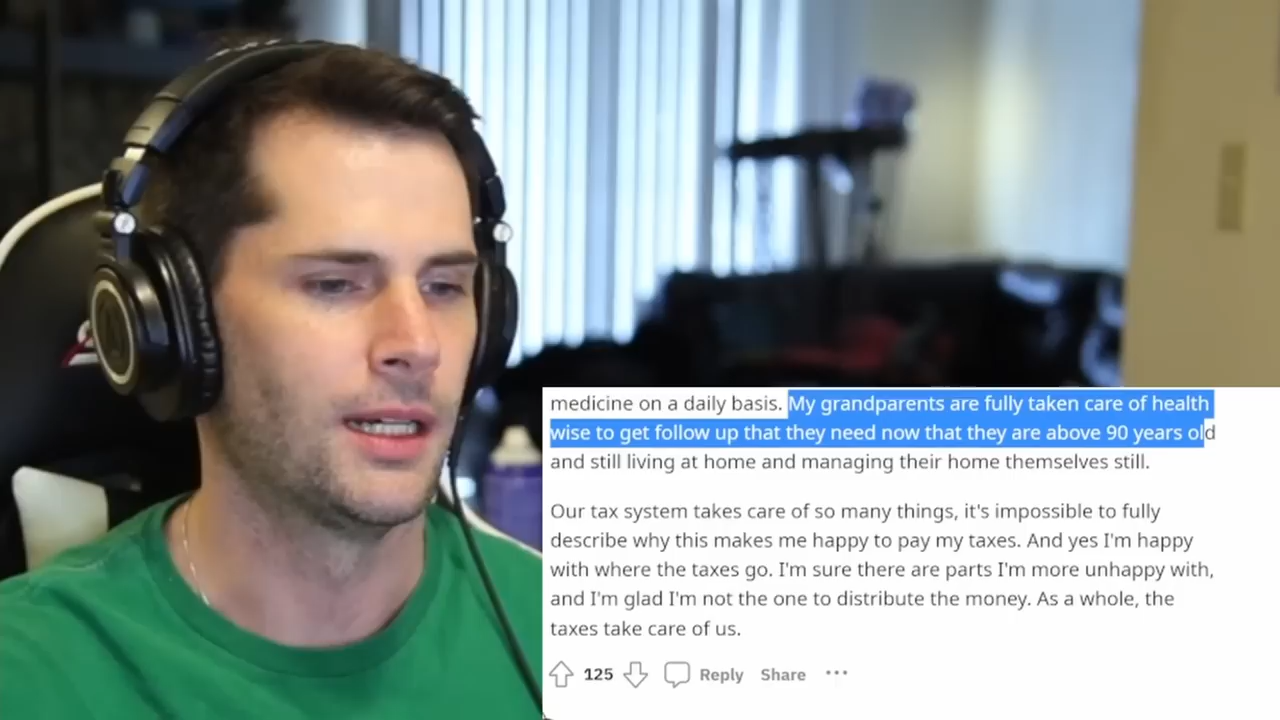 medicine on a daily basis. My grandparents are fully taken care of health
wise to get follow up that they need now that they are above 90 years old
and still living at home and managing their home themselves still.
Our tax system takes care of so many things, it's impossible to fully
describe why this makes me happy to pay my taxes. And yes I'm happy
with where the taxes go. I'm sure there are parts I'm more unhappy with,
and I'm glad I'm not the one to distribute the money. As a whole, the
taxes take care of us.
125 Reply Share ···